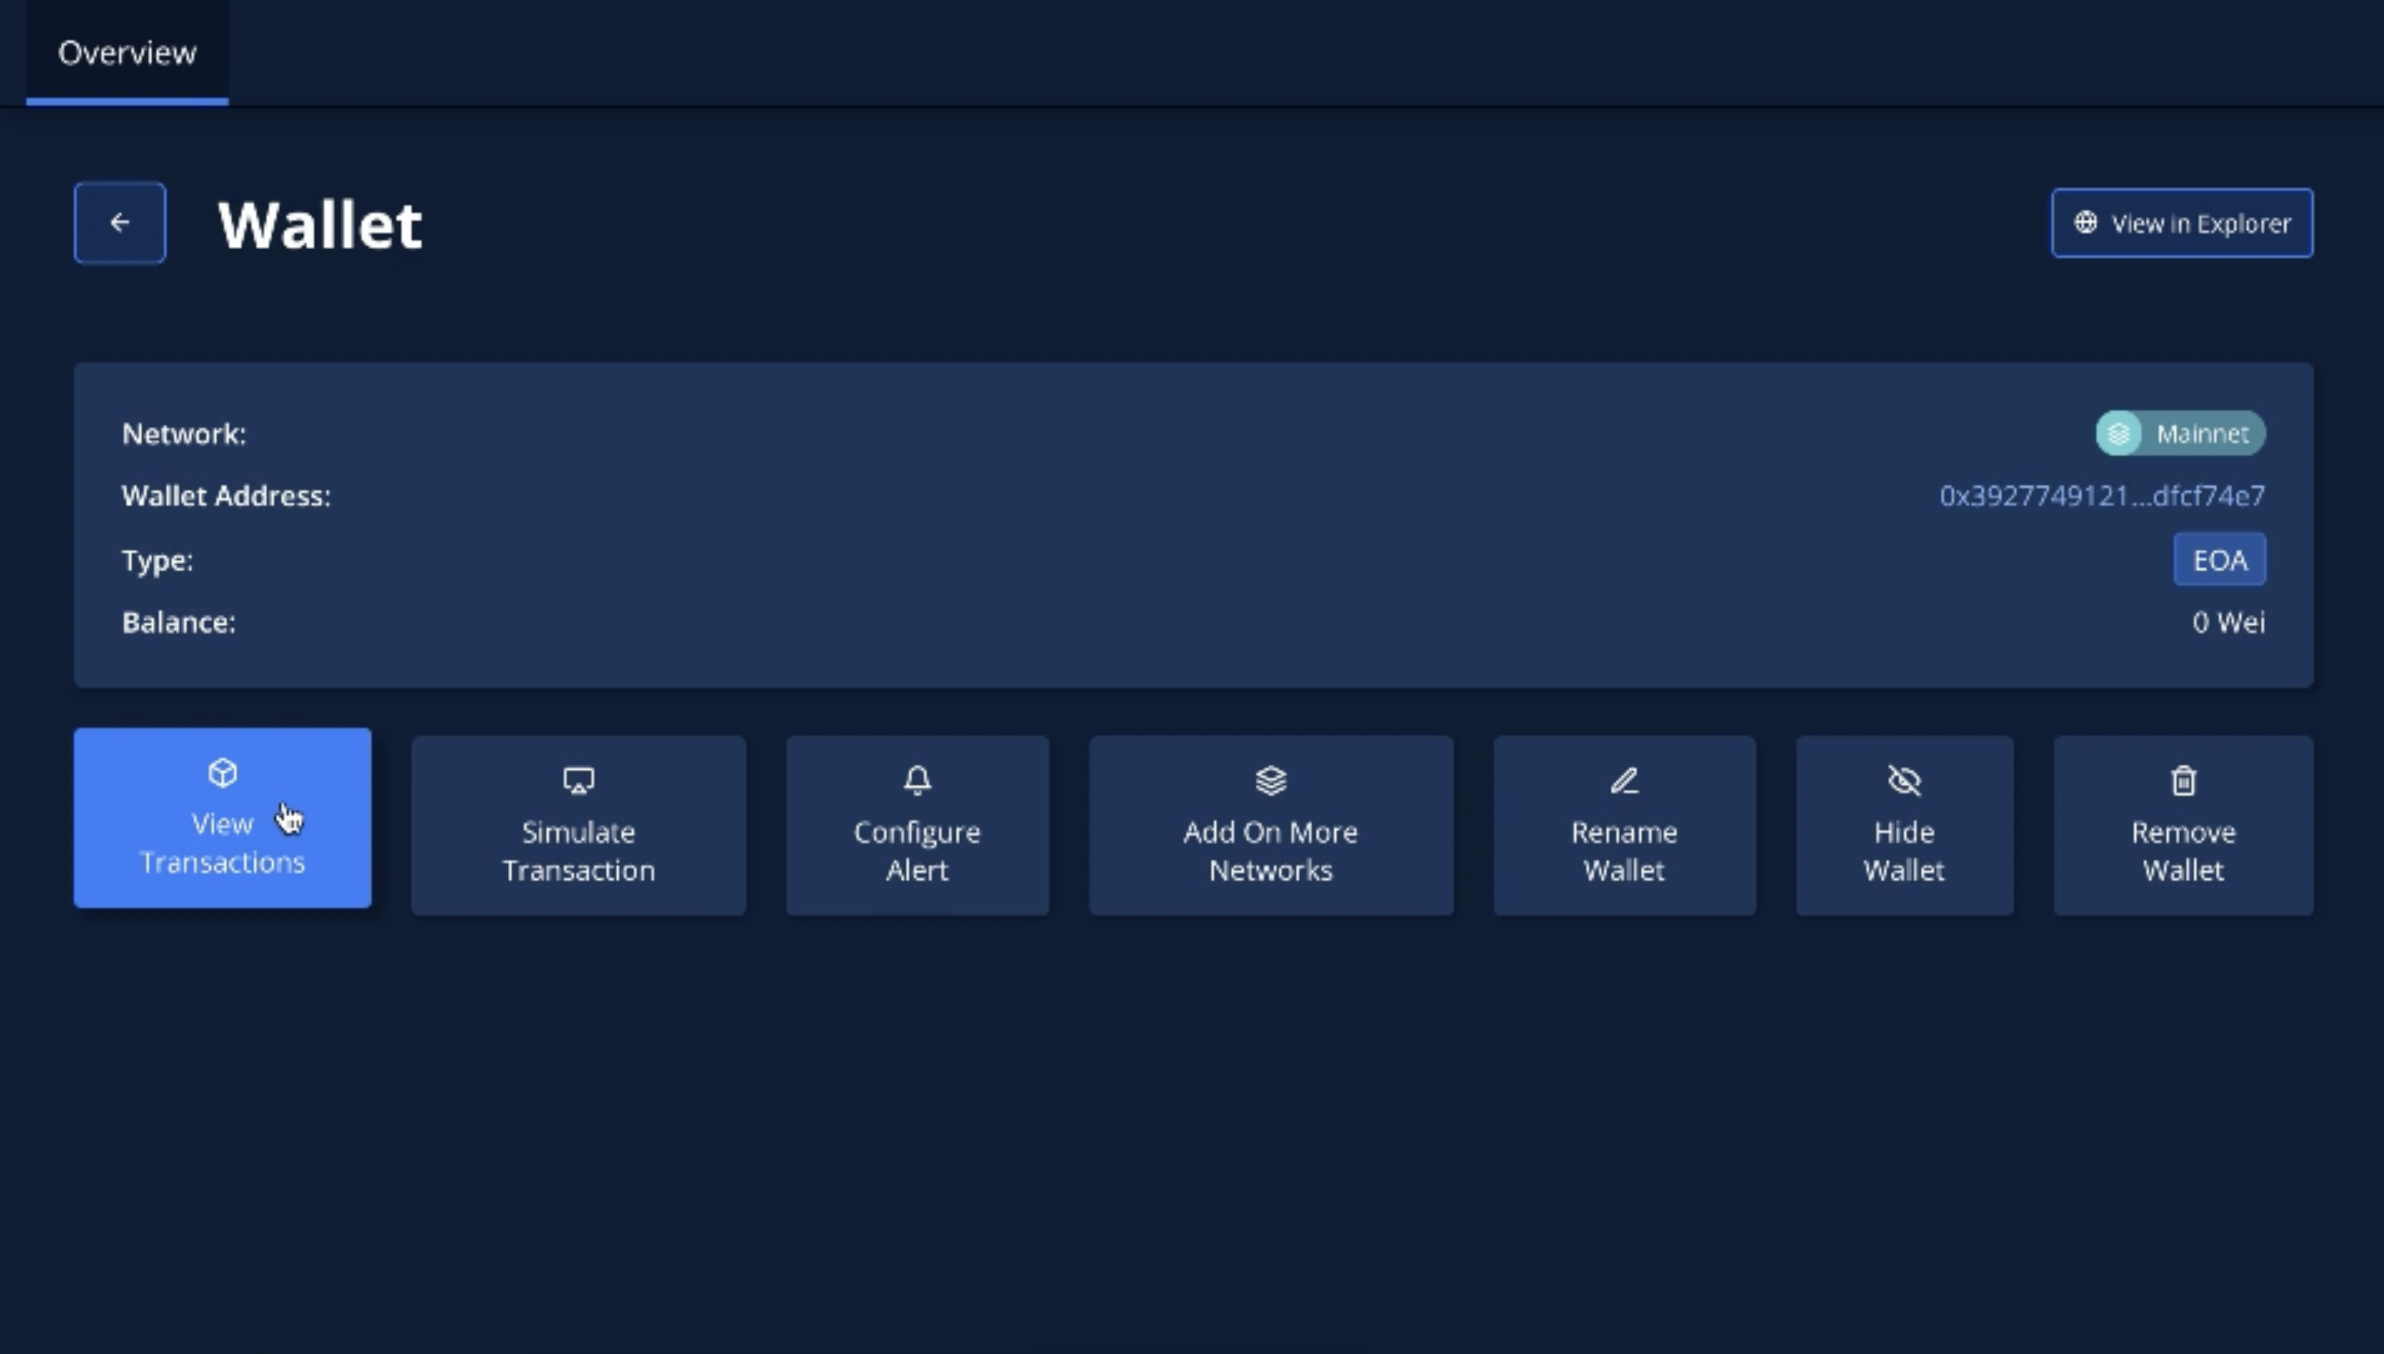 Overview
Wallet
View in Explorer
Network:
Mainnet
Wallet Address:
0x3927749121...dfcf74e7
Type:
EOA
Balance:
0 Wei
View
Transactions
Simulate
Transaction
Configure
Alert
Add On More
Networks
Rename
Wallet
Hide
Wallet
Remove
Wallet